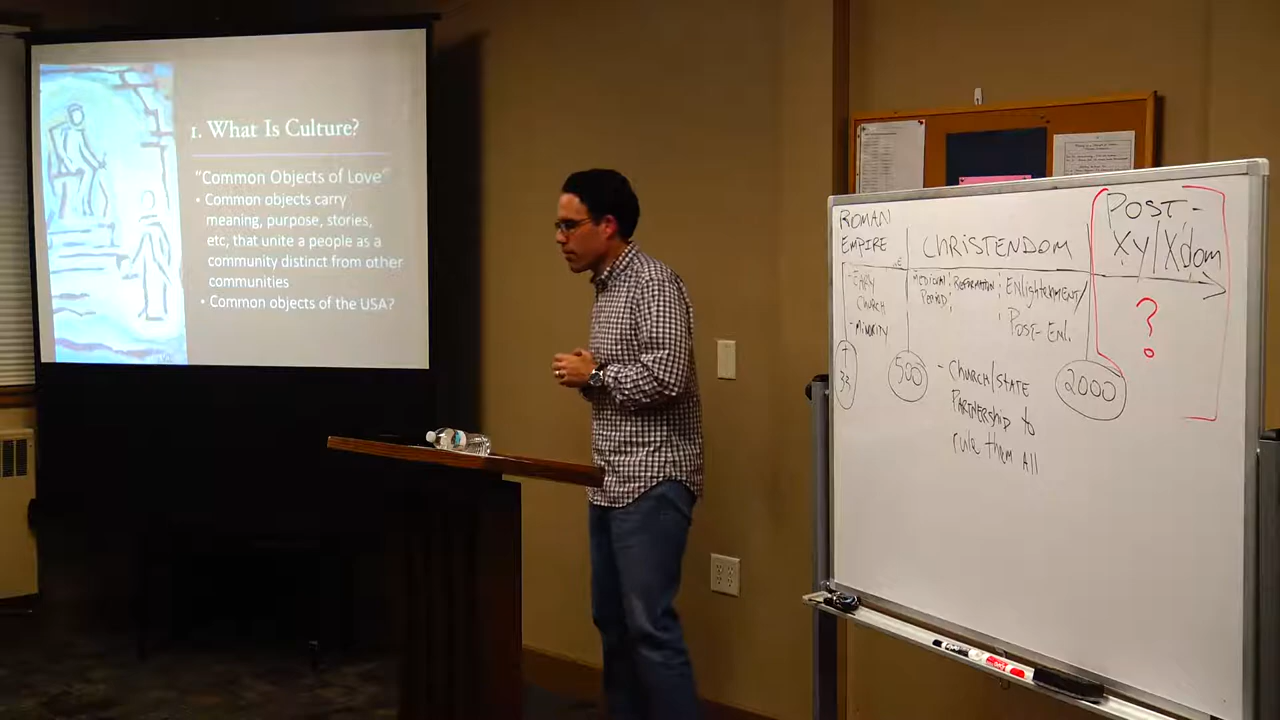 1. What Is Culture?
"Common Objects of Love"
• Common objects carry
meaning, purpose, stories,
etc, that unite a people as a
community distinct from other
communities
• Common objects of the USA?
ROMAN
EMPIRE
CHRISTENDOM
POST-
Xy/Xdom
-EARLY
CHURCH
-MINORITY
MEDIEVAL
PERIOD
REFORMATION
ENLIGHTENMENT/
POST-ENL.
?
33
500
2000
- CHURCH/STATE
PARTNERSHIP to
rule them All